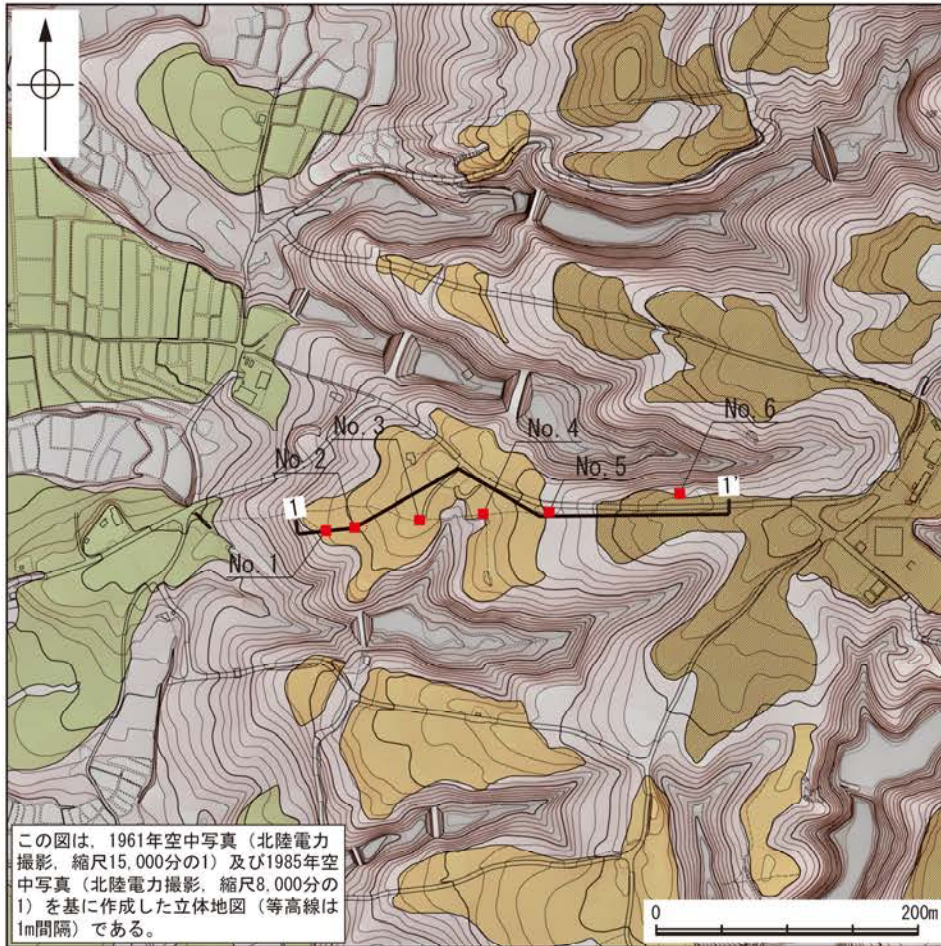 No. 6
No. 4
No. 3
No. 5
No. 2
1'
1
No. 1
この図は，1961年空中写真（北陸電力
撮影，縮尺15,000分の1）及び1985年空
中写真（北陸電力撮影，縮尺8,000分の
1）を基に作成した立体地図（等高線は
1m間隔）である。
0
200m